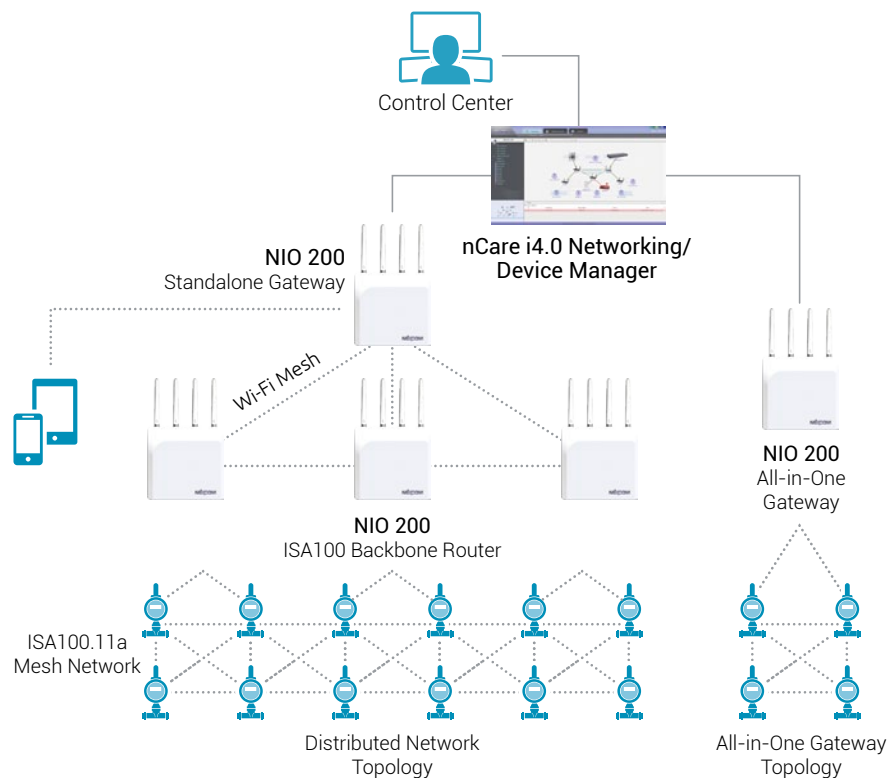 Control Center
nCare i4.0 Networking/
Device Manager
NIO 200
Standalone Gateway
Wi-Fi Mesh
NIO 200
All-in-One
Gateway
NIO 200
ISA100 Backbone Router
ISA100.11a
Mesh Network
Distributed Network
Topology
All-in-One Gateway
Topology